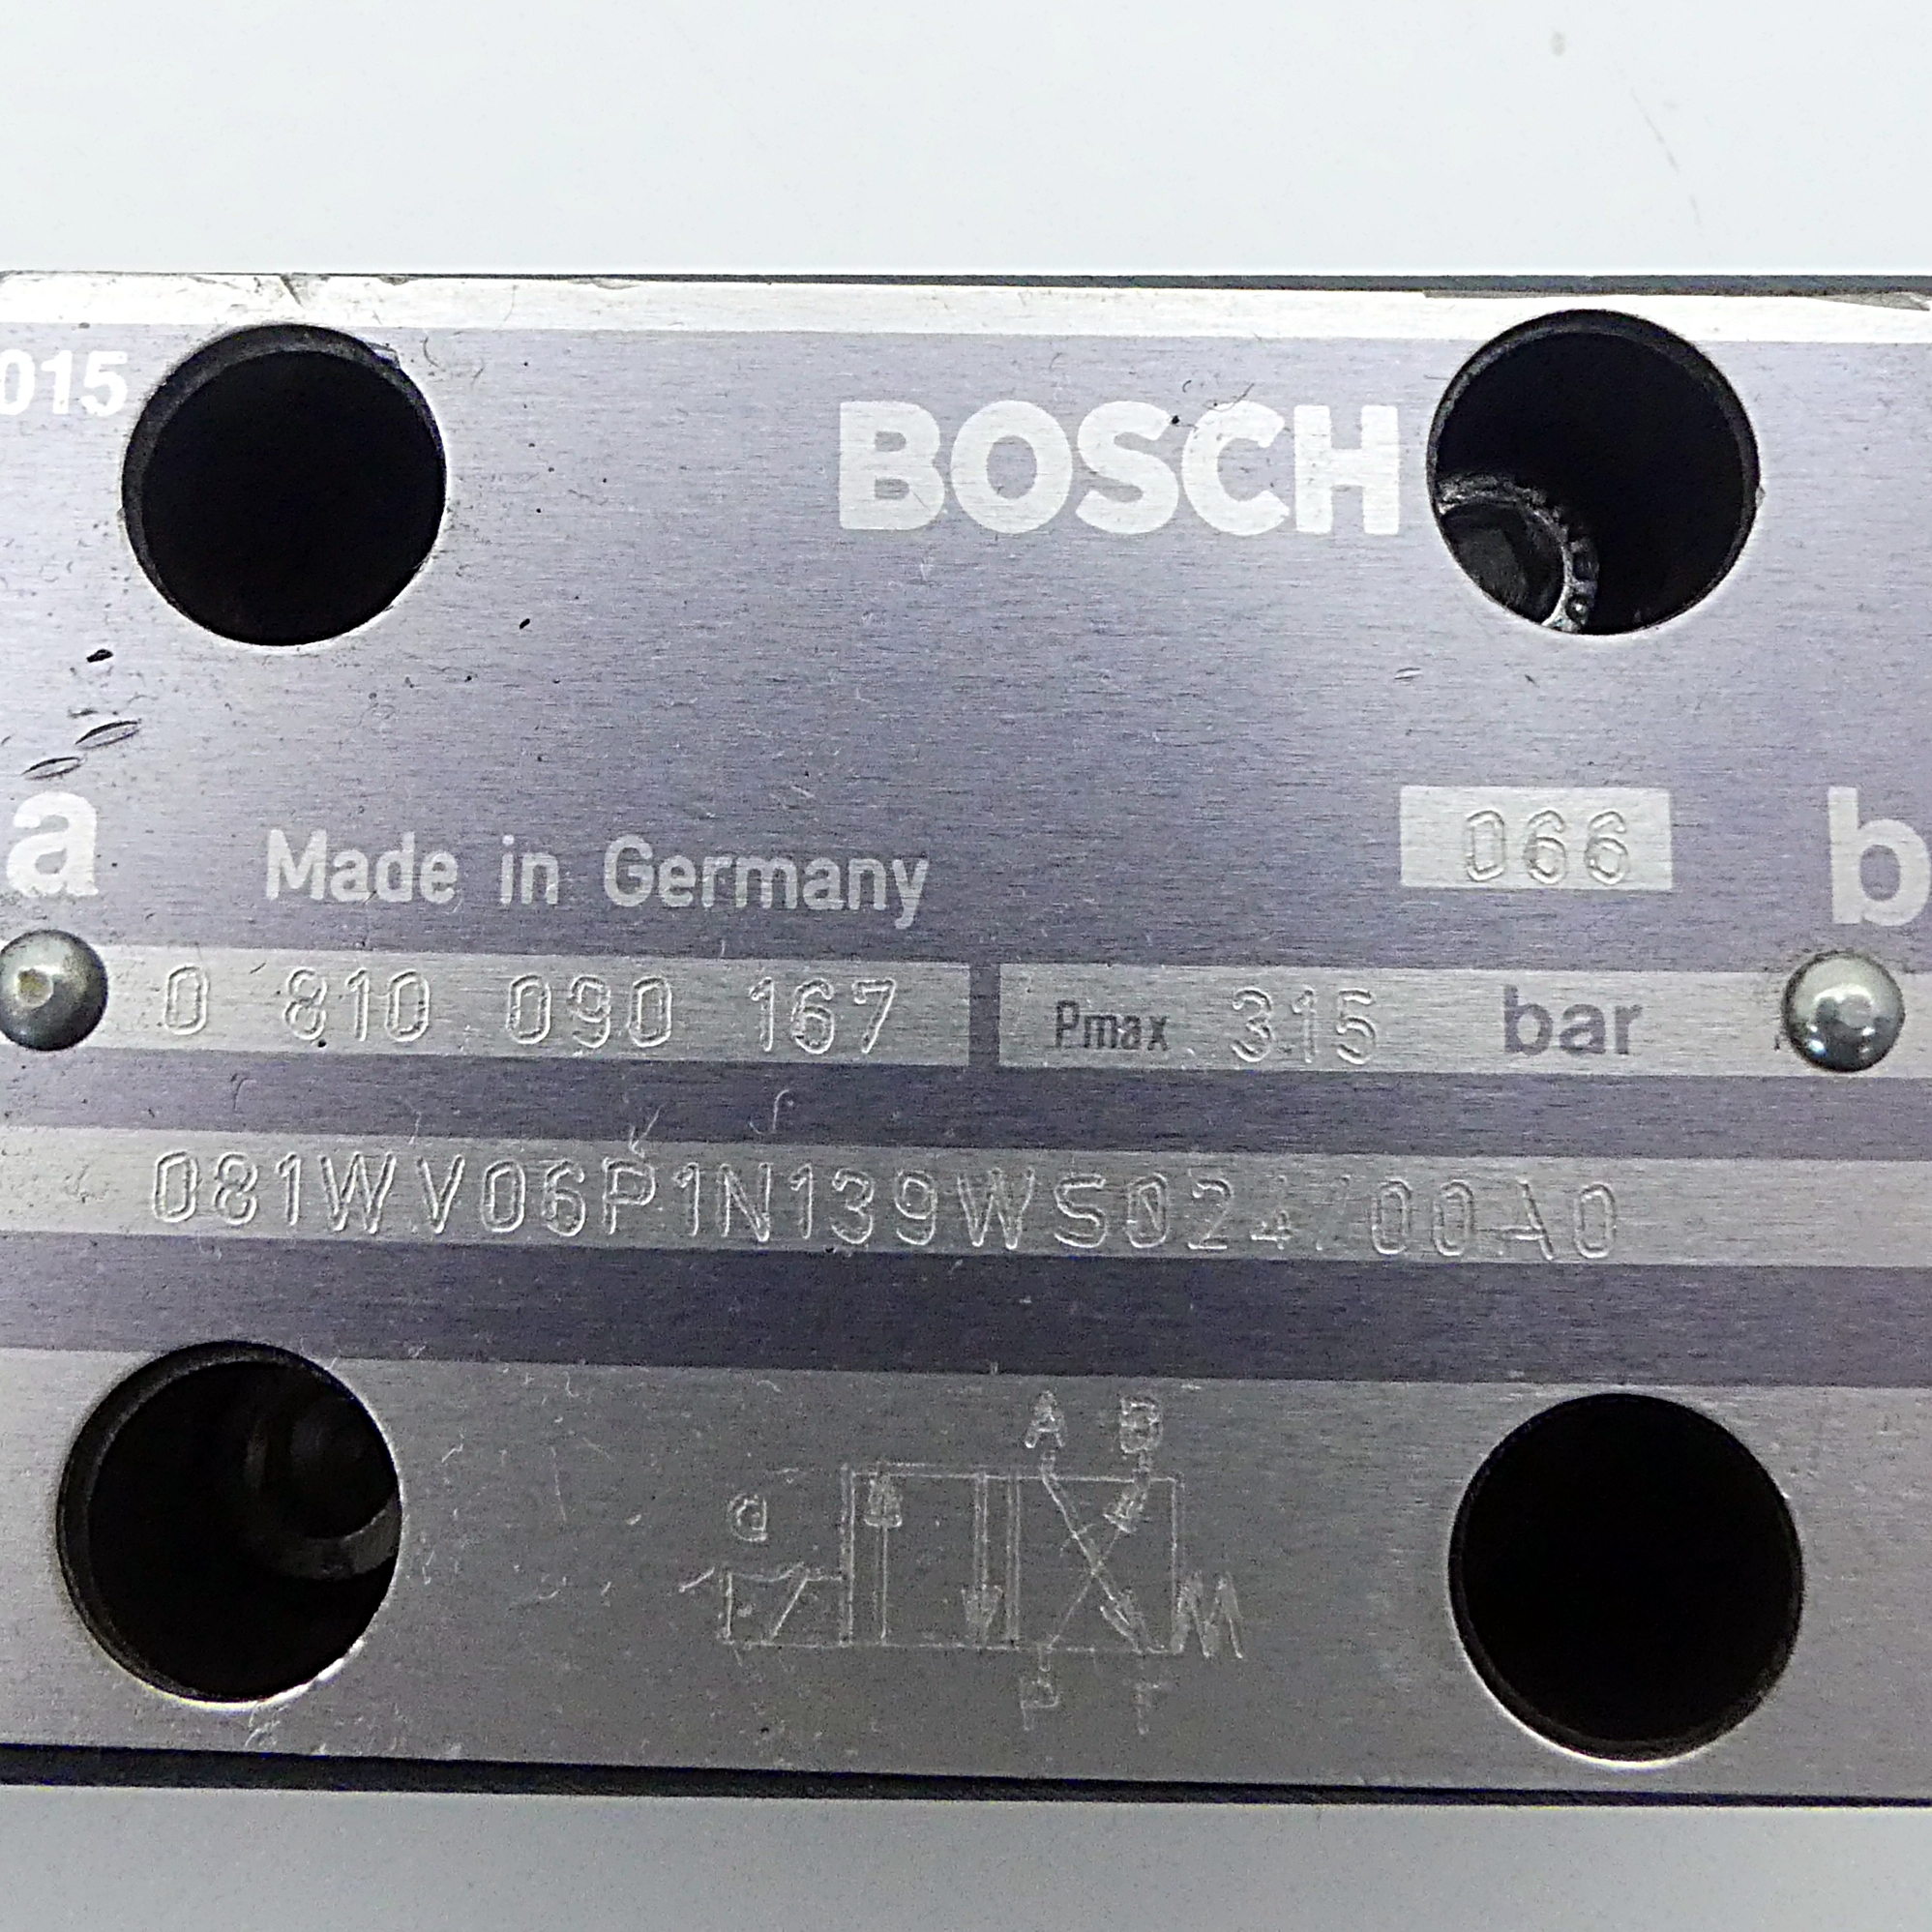 015
BOSCH
066
a
b
Made in Germany
0 810 090 167
Pmax 315 bar
081WV06P1N139WS024/00A0
A B
a
M
P T